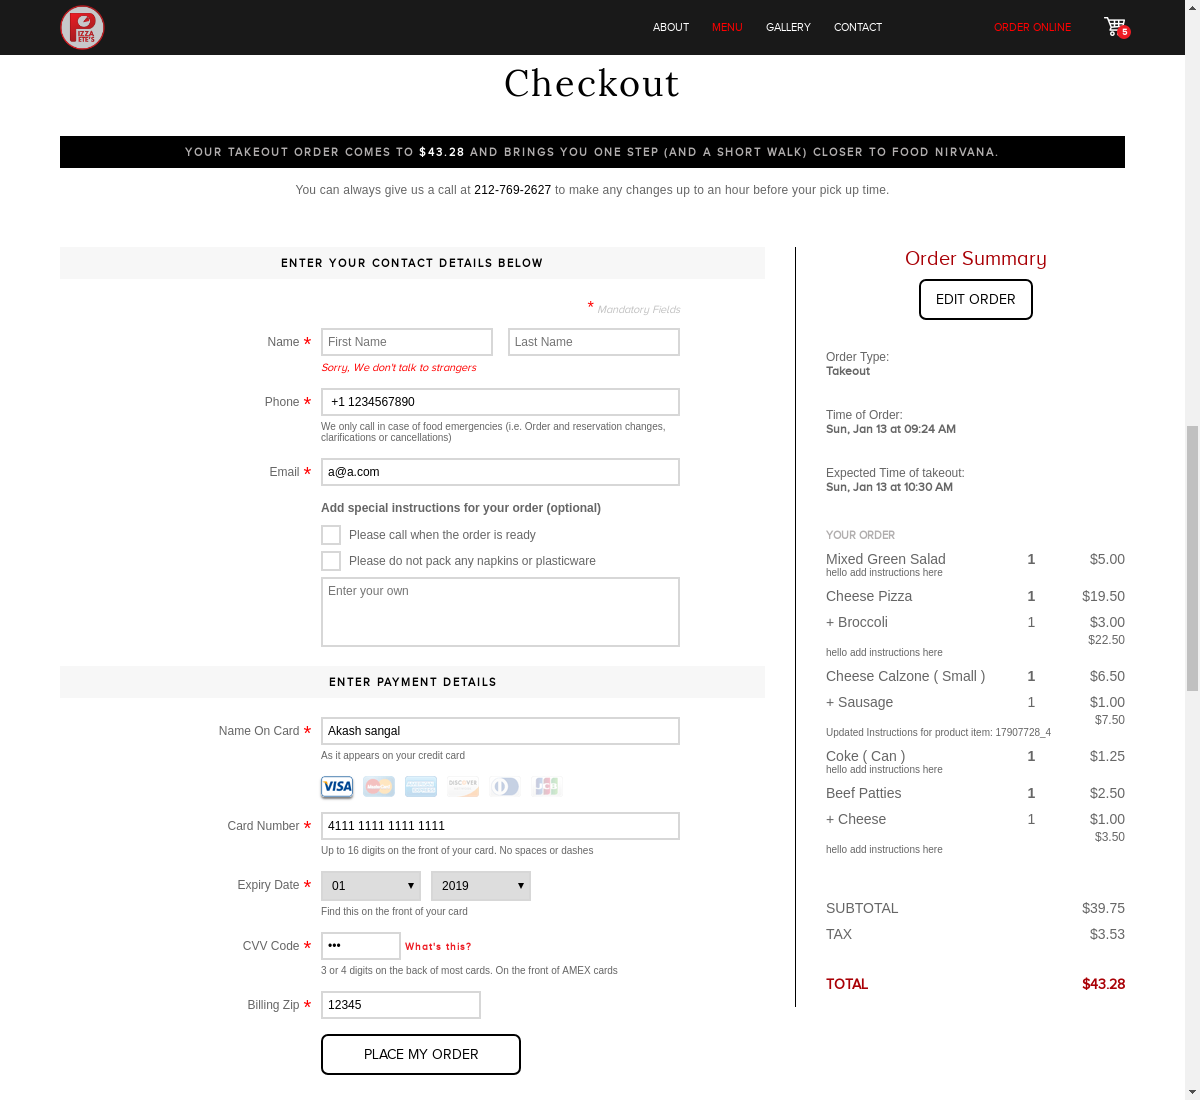 PIZZA
ETE'S
ABOUT
MENU
GALLERY
CONTACT
ORDER ONLINE
5
Checkout
YOUR TAKEOUT ORDER COMES TO $43.28 AND BRINGS YOU ONE STEP (AND A SHORT WALK) CLOSER TO FOOD NIRVANA.
You can always give us a call at 212-769-2627 to make any changes up to an hour before your pick up time.
ENTER YOUR CONTACT DETAILS BELOW
* Mandatory Fields
Name * First Name Last Name
Sorry, We don't talk to strangers
Phone * +1 1234567890
We only call in case of food emergencies (i.e. Order and reservation changes,
clarifications or cancellations)
Email * a@a.com
Add special instructions for your order (optional)
Please call when the order is ready
Please do not pack any napkins or plasticware
Enter your own
ENTER PAYMENT DETAILS
Name On Card * Akash sangal
As it appears on your credit card
VISA MasterCard AMERICAN EXPRESS DISCOVER JCB
Card Number * 4111 1111 1111 1111
Up to 16 digits on the front of your card. No spaces or dashes
Expiry Date * 01 2019
Find this on the front of your card
CVV Code * ••• What's this?
3 or 4 digits on the back of most cards. On the front of AMEX cards
Billing Zip * 12345
PLACE MY ORDER
Order Summary
EDIT ORDER
Order Type:
Takeout
Time of Order:
Sun, Jan 13 at 09:24 AM
Expected Time of takeout:
Sun, Jan 13 at 10:30 AM
YOUR ORDER
Mixed Green Salad 1 $5.00
hello add instructions here
Cheese Pizza 1 $19.50
+ Broccoli 1 $3.00
$22.50
hello add instructions here
Cheese Calzone ( Small ) 1 $6.50
+ Sausage 1 $1.00
$7.50
Updated Instructions for product item: 17907728_4
Coke ( Can ) 1 $1.25
hello add instructions here
Beef Patties 1 $2.50
+ Cheese 1 $1.00
$3.50
hello add instructions here
SUBTOTAL $39.75
TAX $3.53
TOTAL $43.28